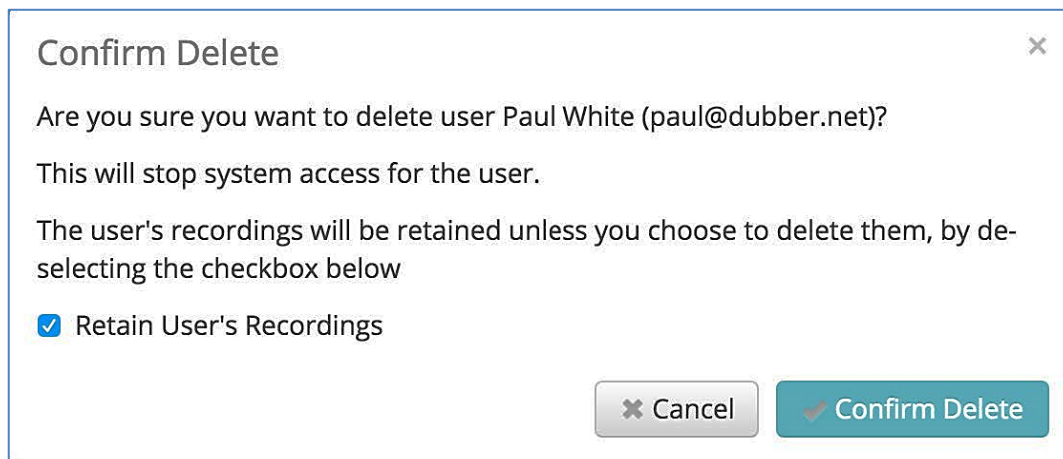 Confirm Delete
Are you sure you want to delete user Paul White (paul@dubber.net)?
This will stop system access for the user.
The user's recordings will be retained unless you choose to delete them, by de-
selecting the checkbox below
Retain User's Recordings
Cancel
Confirm Delete